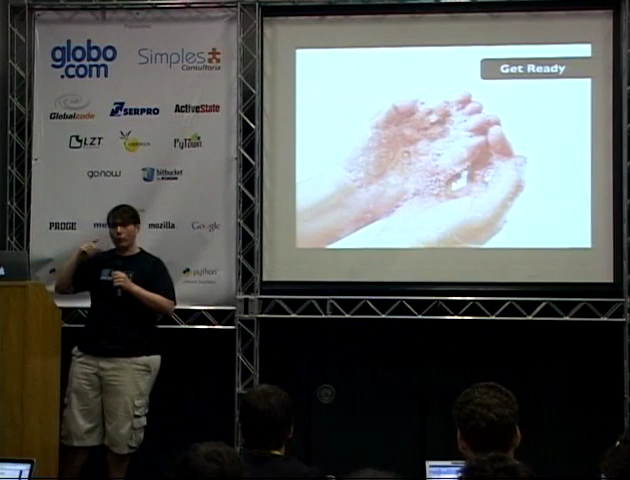 globo
.com
Simples
Consultoria
Globalcode
SERPRO
ActiveState
LZT
PyTown
gonow
bitbucket
PROGE
mozilla
Google
python
Get Ready